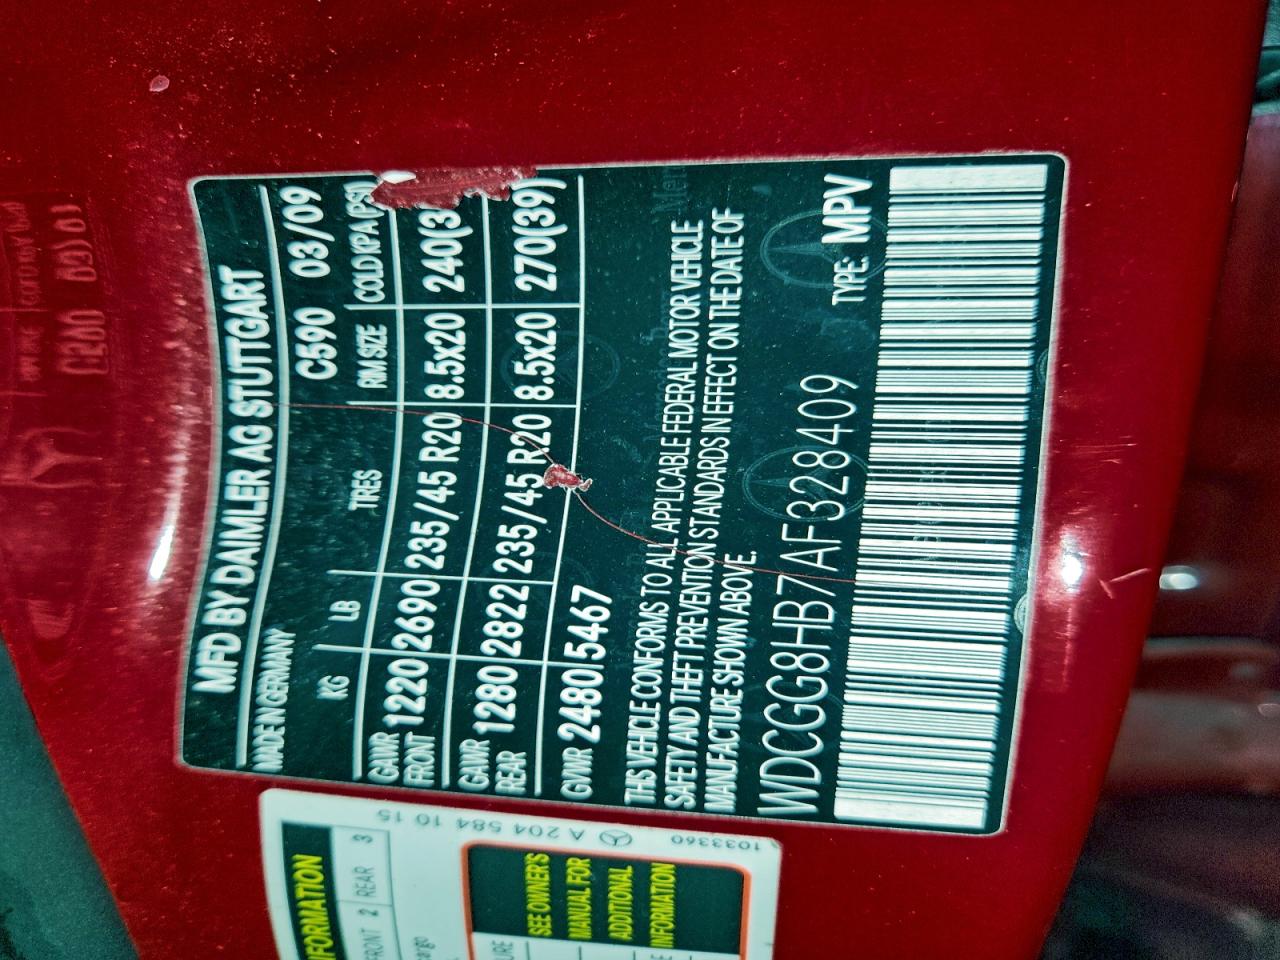 MFD BY DAIMLER AG STUTTGART
MADE IN GERMANY C590 03/09
KG LB TIRES RIM SIZE COLD KPA (PSI)
GAWR FRONT 1220 2690 235/45 R20 8.5x20 240(3
GAWR REAR 1280 2822 235/45 R20 8.5x20 270(39)
GVWR 2480 5467
THIS VEHICLE CONFORMS TO ALL APPLICABLE FEDERAL MOTOR VEHICLE
SAFETY AND THEFT PREVENTION STANDARDS IN EFFECT ON THE DATE OF
MANUFACTURE SHOWN ABOVE.
WDCGG8HB7AF328409 TYPE: MPV
FRONT 2 REAR 3
SEE OWNER'S
MANUAL FOR
ADDITIONAL
INFORMATION
A 204 584 10 15
10333360